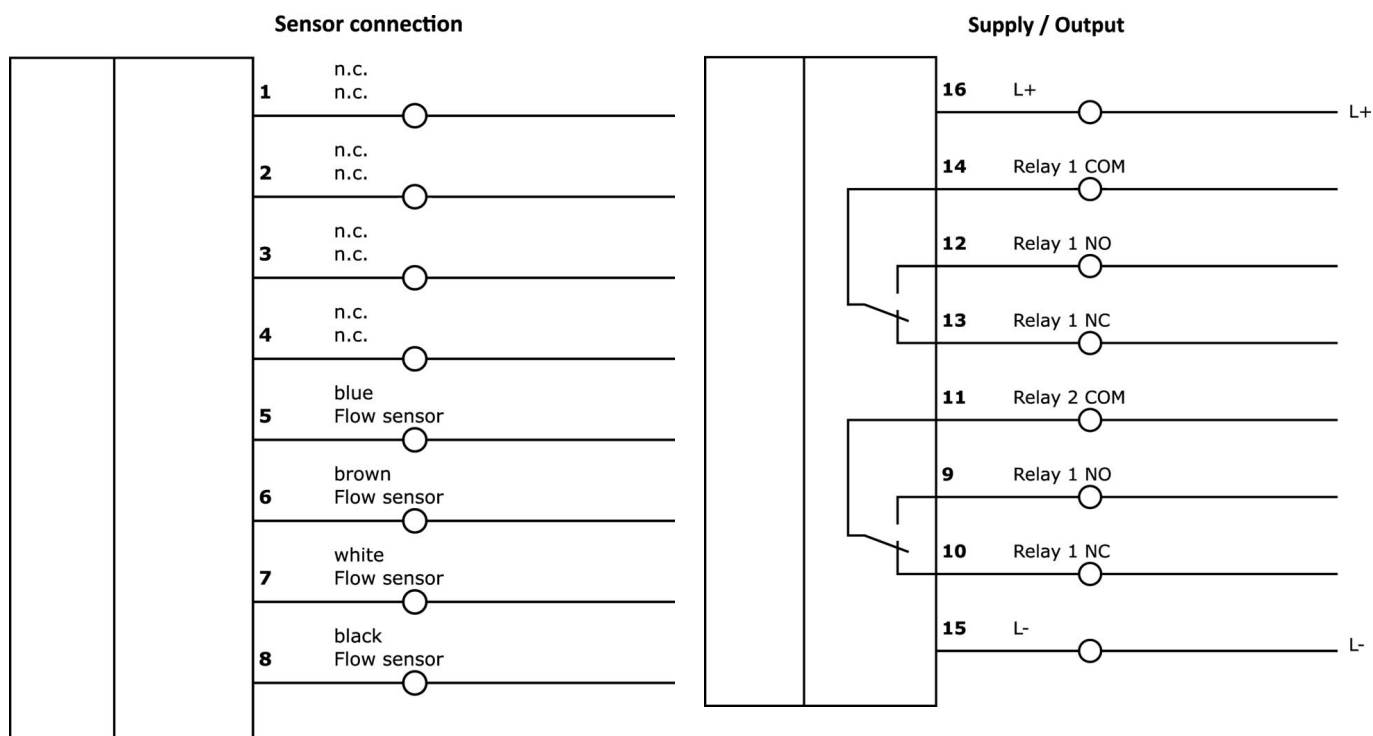 Sensor connection
n.c.
1 n.c.
n.c.
2 n.c.
n.c.
3 n.c.
n.c.
4 n.c.
blue
5 Flow sensor
brown
6 Flow sensor
white
7 Flow sensor
black
8 Flow sensor
Supply / Output
16 L+
L+
14 Relay 1 COM
12 Relay 1 NO
13 Relay 1 NC
11 Relay 2 COM
9 Relay 1 NO
10 Relay 1 NC
15 L-
L-